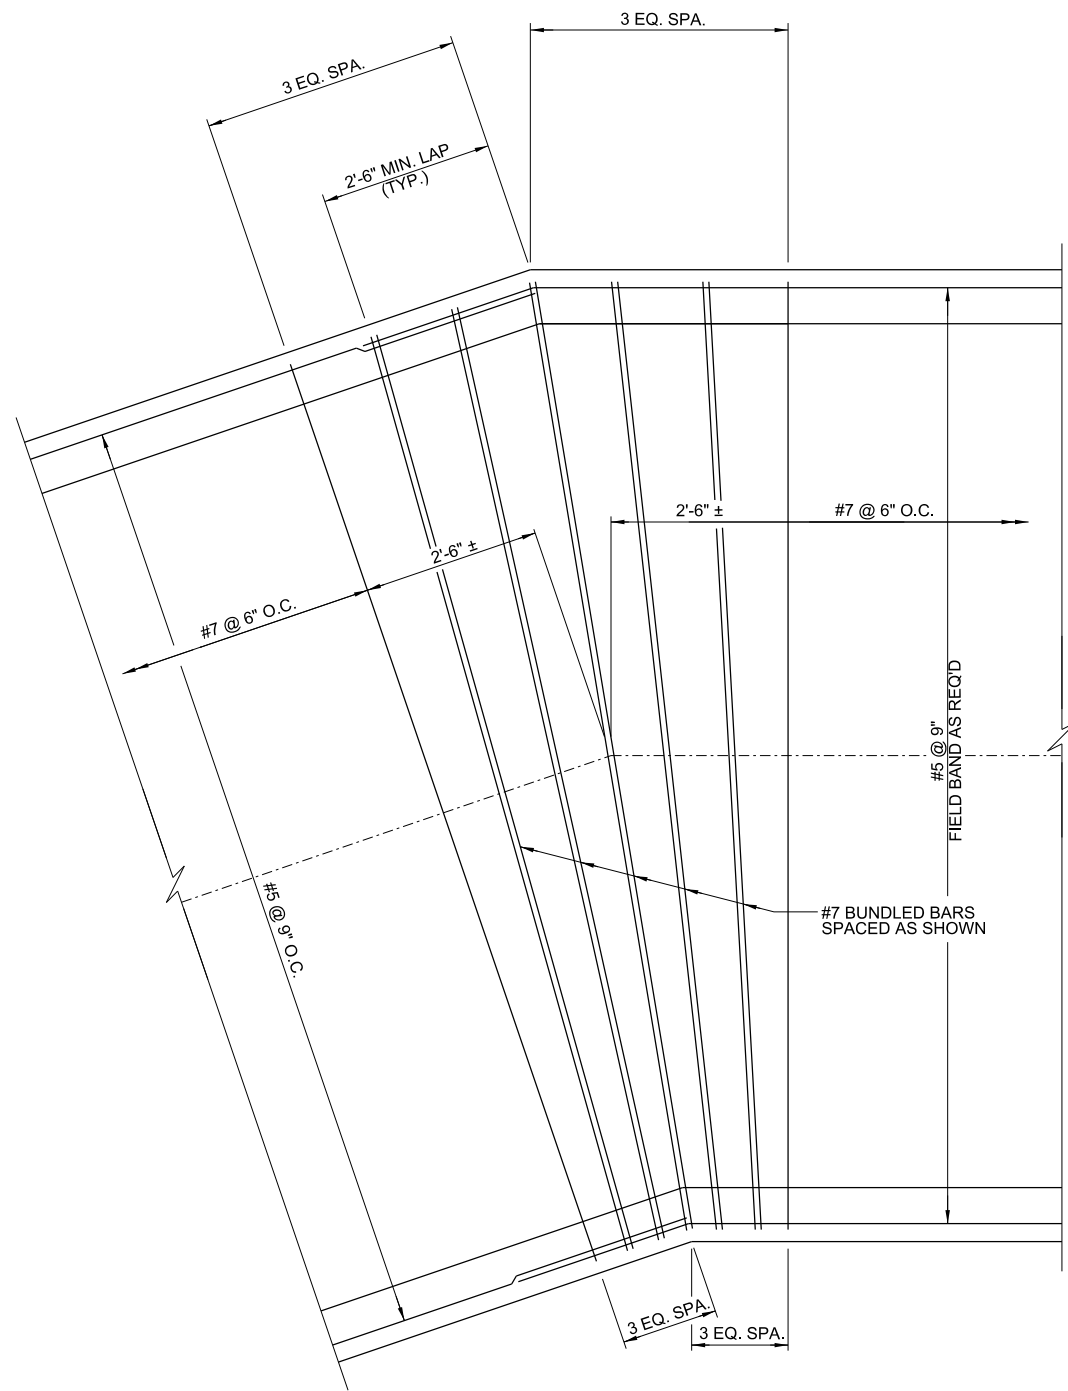 3 EQ. SPA.
3 EQ. SPA.
2'-6" MIN. LAP
(TYP.)
2'-6" ±
#7 @ 6" O.C.
2'-6" ±
#7 @ 6" O.C.
#5 @ 9"
FIELD BAND AS REQ'D
#5 @ 9" O.C.
#7 BUNDLED BARS
SPACED AS SHOWN
3 EQ. SPA.
3 EQ. SPA.